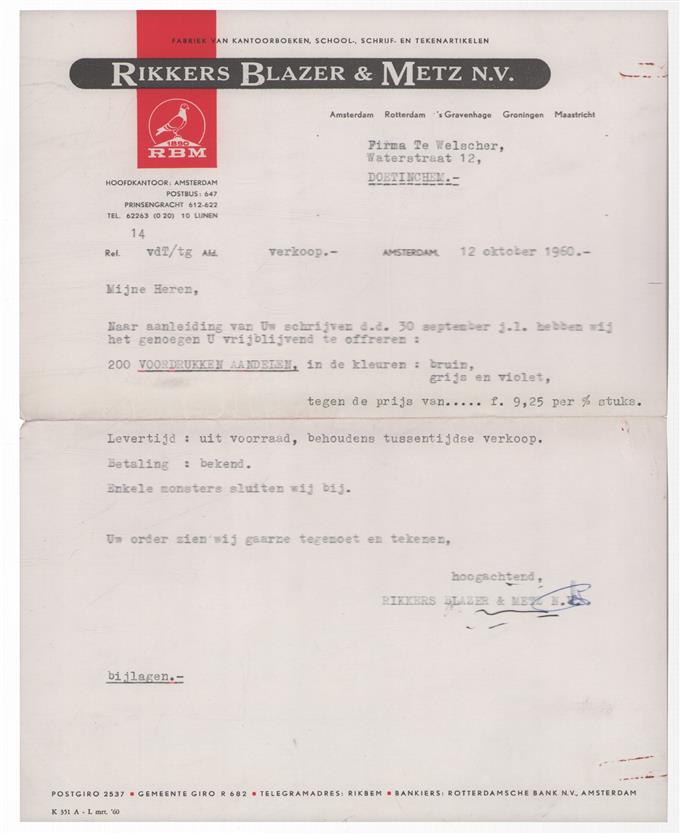 FABRIEK VAN KANTOORBOEKEN, SCHOOL-, SCHRIJF- EN TEKENARTIKELEN
RIKKERS BLAZER & METZ N.V.
1890
RBM
Amsterdam Rotterdam 's Gravenhage Groningen Maastricht
Firma Te Welscher,
Waterstraat 12,
DOETINCHEM.-
HOOFDKANTOOR: AMSTERDAM
POSTBUS: 647
PRINSENGRACHT 612-622
TEL. 62263 (0 20) 10 LIJNEN
14
Ref. vdT/tg Afd. verkoop.- AMSTERDAM, 12 oktober 1960.-
Mijne Heren,
Naar aanleiding van Uw schrijven d.d. 30 september j.l. hebben wij
het genoegen U vrijblijvend te offreren :
200 VOORDRUKKEN AANDELEN, in de kleuren : bruin,
grijs en violet,
tegen de prijs van..... f. 9,25 per % stuks.
Levertijd : uit voorraad, behoudens tussentijdse verkoop.
Betaling : bekend.
Enkele monsters sluiten wij bij.
Uw order zien wij gaarne tegemoet en tekenen,
hoogachtend,
RIKKERS BLAZER & METZ N.V.
bijlagen.-
POSTGIRO 2537 ■ GEMEENTE GIRO R 682 ■ TELEGRAMADRES: RIKBEM ■ BANKIERS: ROTTERDAMSCHE BANK N.V., AMSTERDAM
K 351 A - L mrt. '60